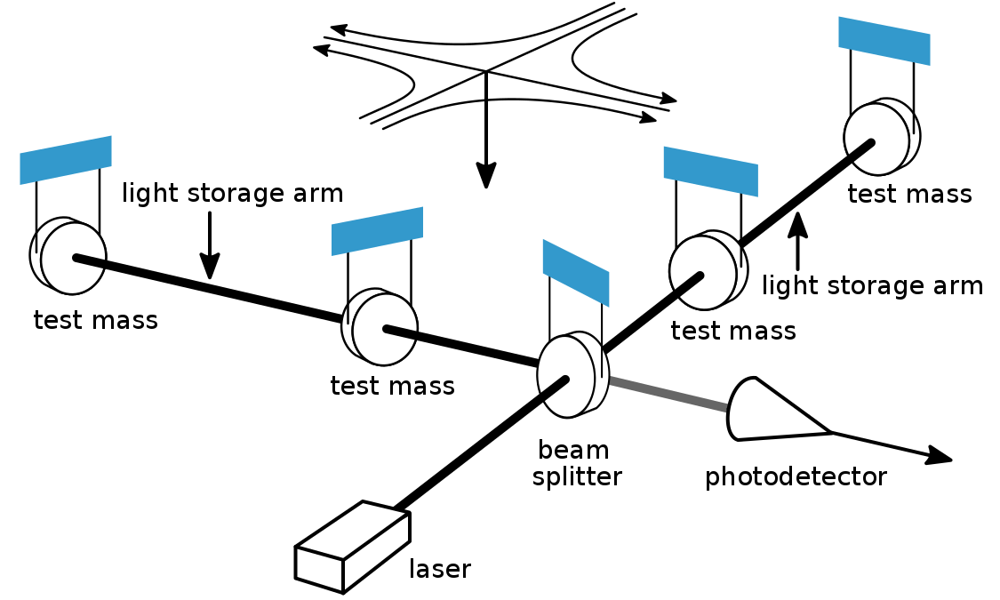 light storage arm
test mass
light storage arm
test mass
test mass
test mass
beam
splitter
photodetector
laser